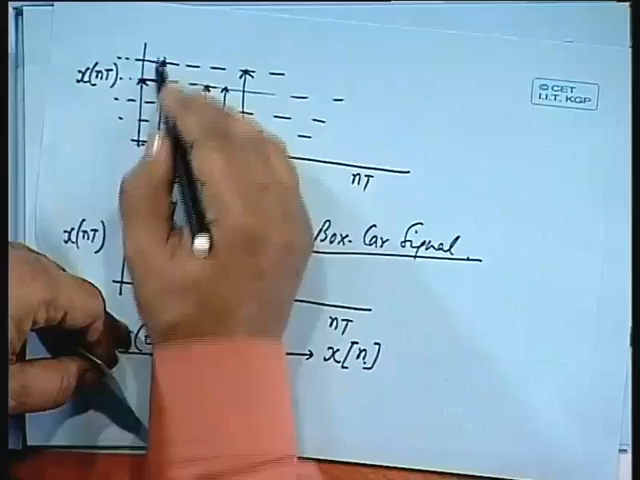 x(nT)
© CET
I.I.T. KGP
nT
x(nT)
Box-Car Signal.
nT
x[n]